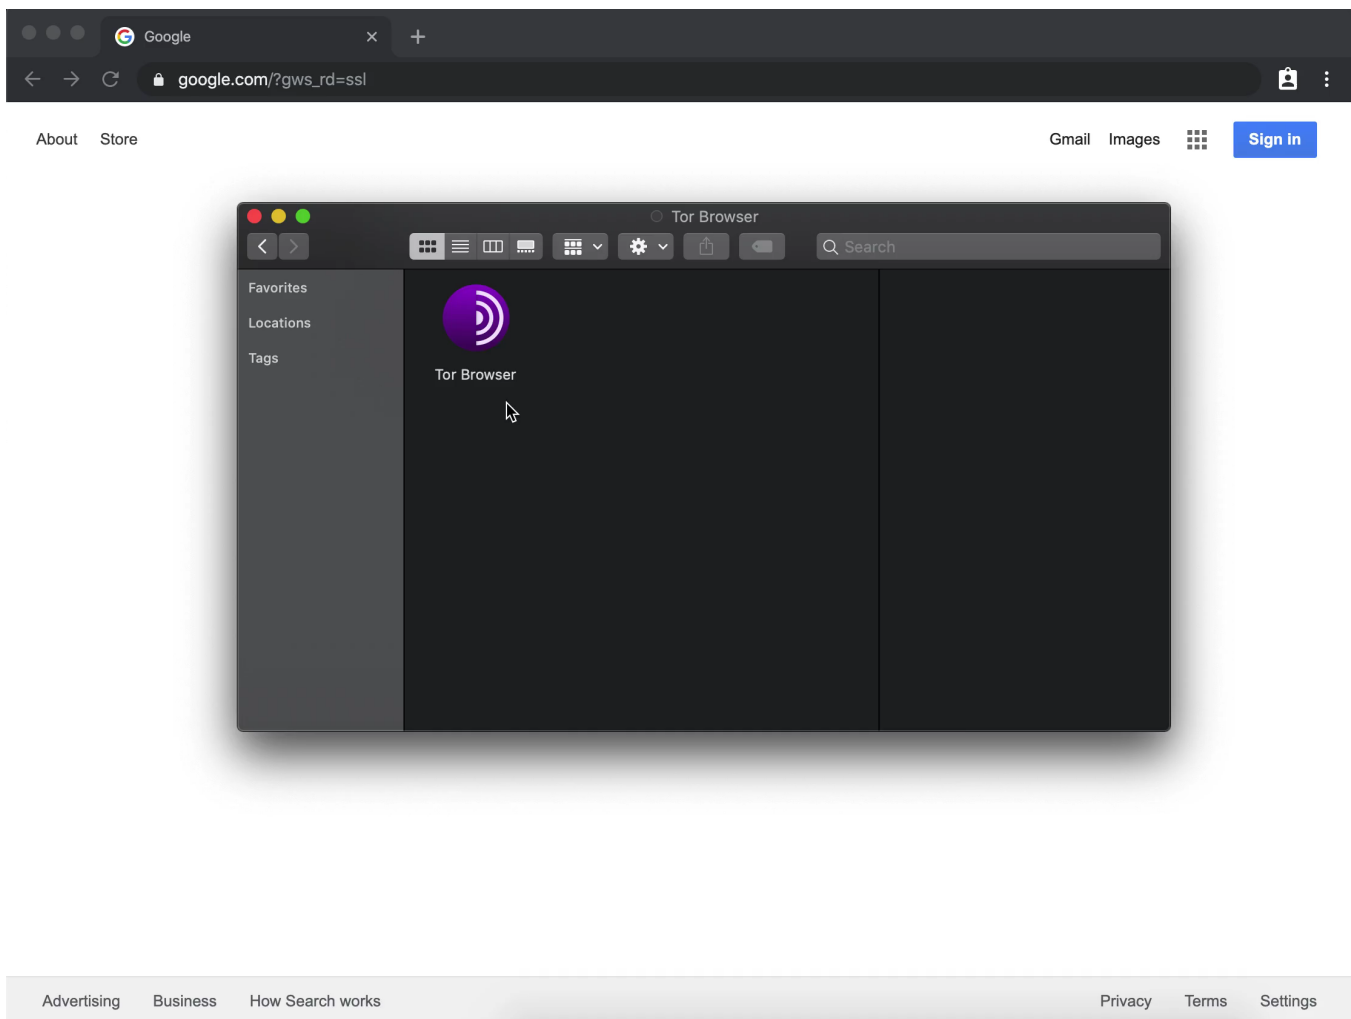 Google
google.com/?gws_rd=ssl
About Store
Gmail Images Sign in
Tor Browser
Search
Favorites
Locations
Tags
Tor Browser
Advertising Business How Search works
Privacy Terms Settings